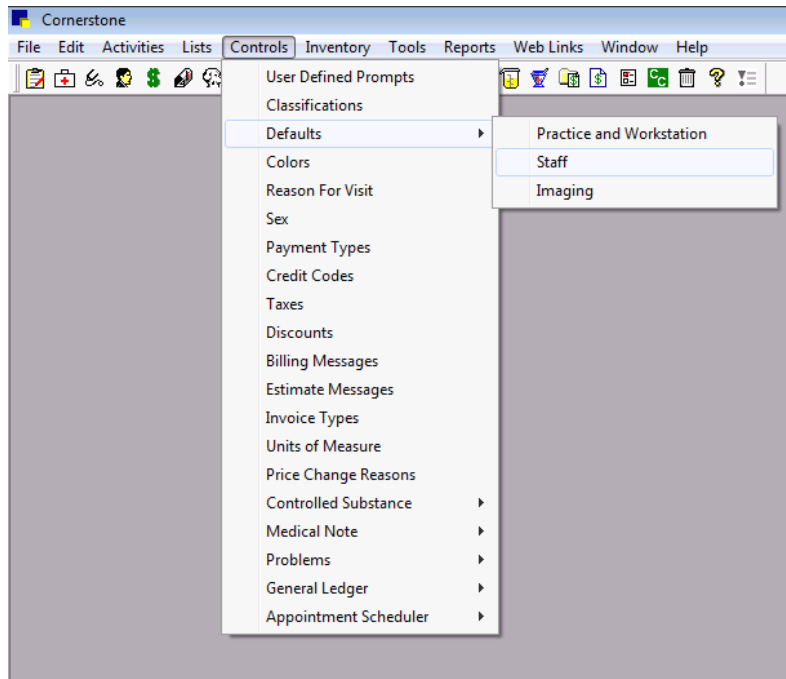 Cornerstone
File Edit Activities Lists Controls Inventory Tools Reports Web Links Window Help
User Defined Prompts
Classifications
Defaults
Practice and Workstation
Colors
Staff
Reason For Visit
Imaging
Sex
Payment Types
Credit Codes
Taxes
Discounts
Billing Messages
Estimate Messages
Invoice Types
Units of Measure
Price Change Reasons
Controlled Substance
Medical Note
Problems
General Ledger
Appointment Scheduler